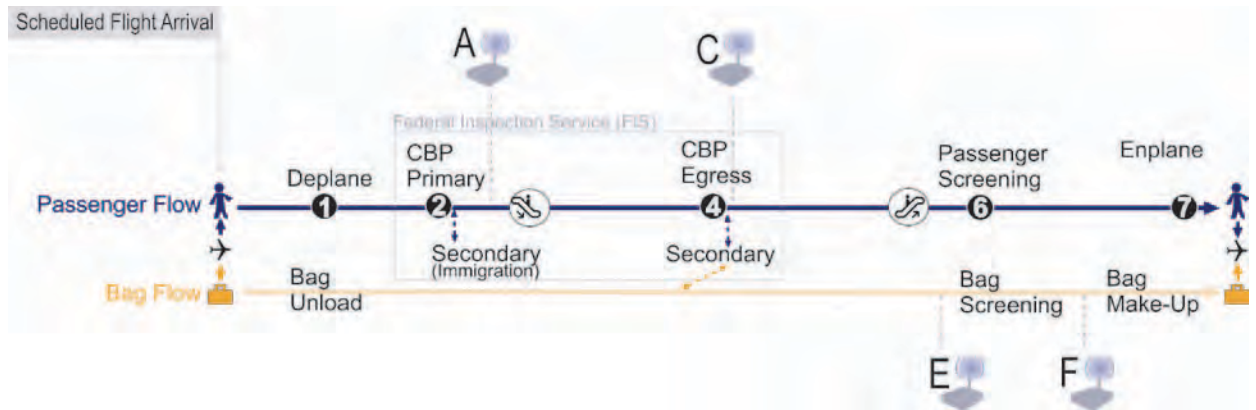 Scheduled Flight Arrival
A
C
Federal Inspection Service (FIS)
CBP
Primary
CBP
Egress
Passenger
Screening
Enplane
Deplane
Passenger Flow
1
2
4
6
7
Secondary
(Immigration)
Secondary
Bag Flow
Bag
Unload
Bag
Screening
Bag
Make-Up
E
F